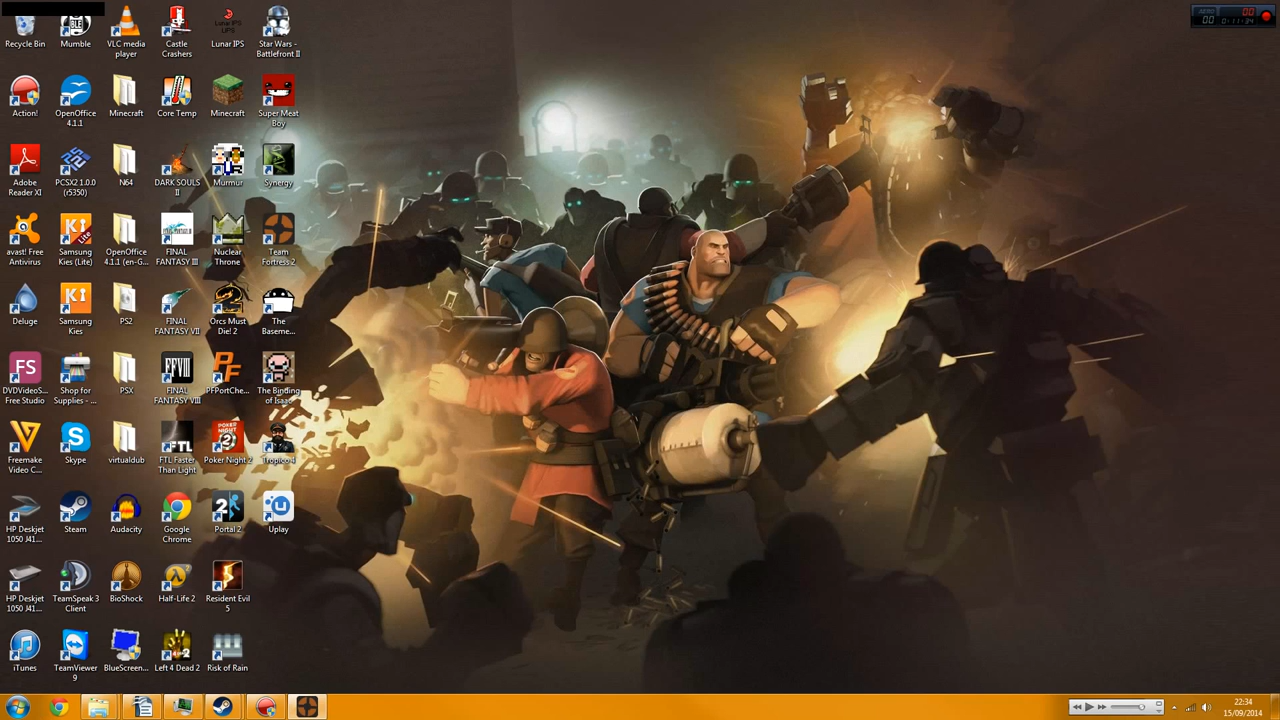 Recycle Bin
Mumble
VLC media
player
Castle
Crashers
Lunar IPS
Star Wars -
Battlefront II
Action!
OpenOffice
4.1.1
Minecraft
Core Temp
Minecraft
Super Meat
Boy
Adobe
Reader XI
PCSX2 1.0.0
(r5350)
N64
DARK SOULS
II
Murmur
Synergy
avast! Free
Antivirus
Samsung
Kies (Lite)
OpenOffice
4.1.1 (en-G...
FINAL
FANTASY III
Nuclear
Throne
Team
Fortress 2
Deluge
Samsung
Kies
PS2
FINAL
FANTASY VII
Orcs Must
Die! 2
The
Baseme...
DVDVideoS...
Free Studio
Shop for
Supplies - ...
PSX
FINAL
FANTASY VIII
PFPortChe...
The Binding
of Isaac
Freemake
Video C...
Skype
virtualdub
FTL Faster
Than Light
Poker Night 2
Tropico 4
HP Deskjet
1050 J41...
Steam
Audacity
Google
Chrome
Portal 2
Uplay
HP Deskjet
1050 J41...
TeamSpeak 3
Client
BioShock
Half-Life 2
Resident Evil
5
iTunes
TeamViewer
9
BlueScreen...
Left 4 Dead 2
Risk of Rain
AERO
00
00
0:11:34
22:34
15/09/2014